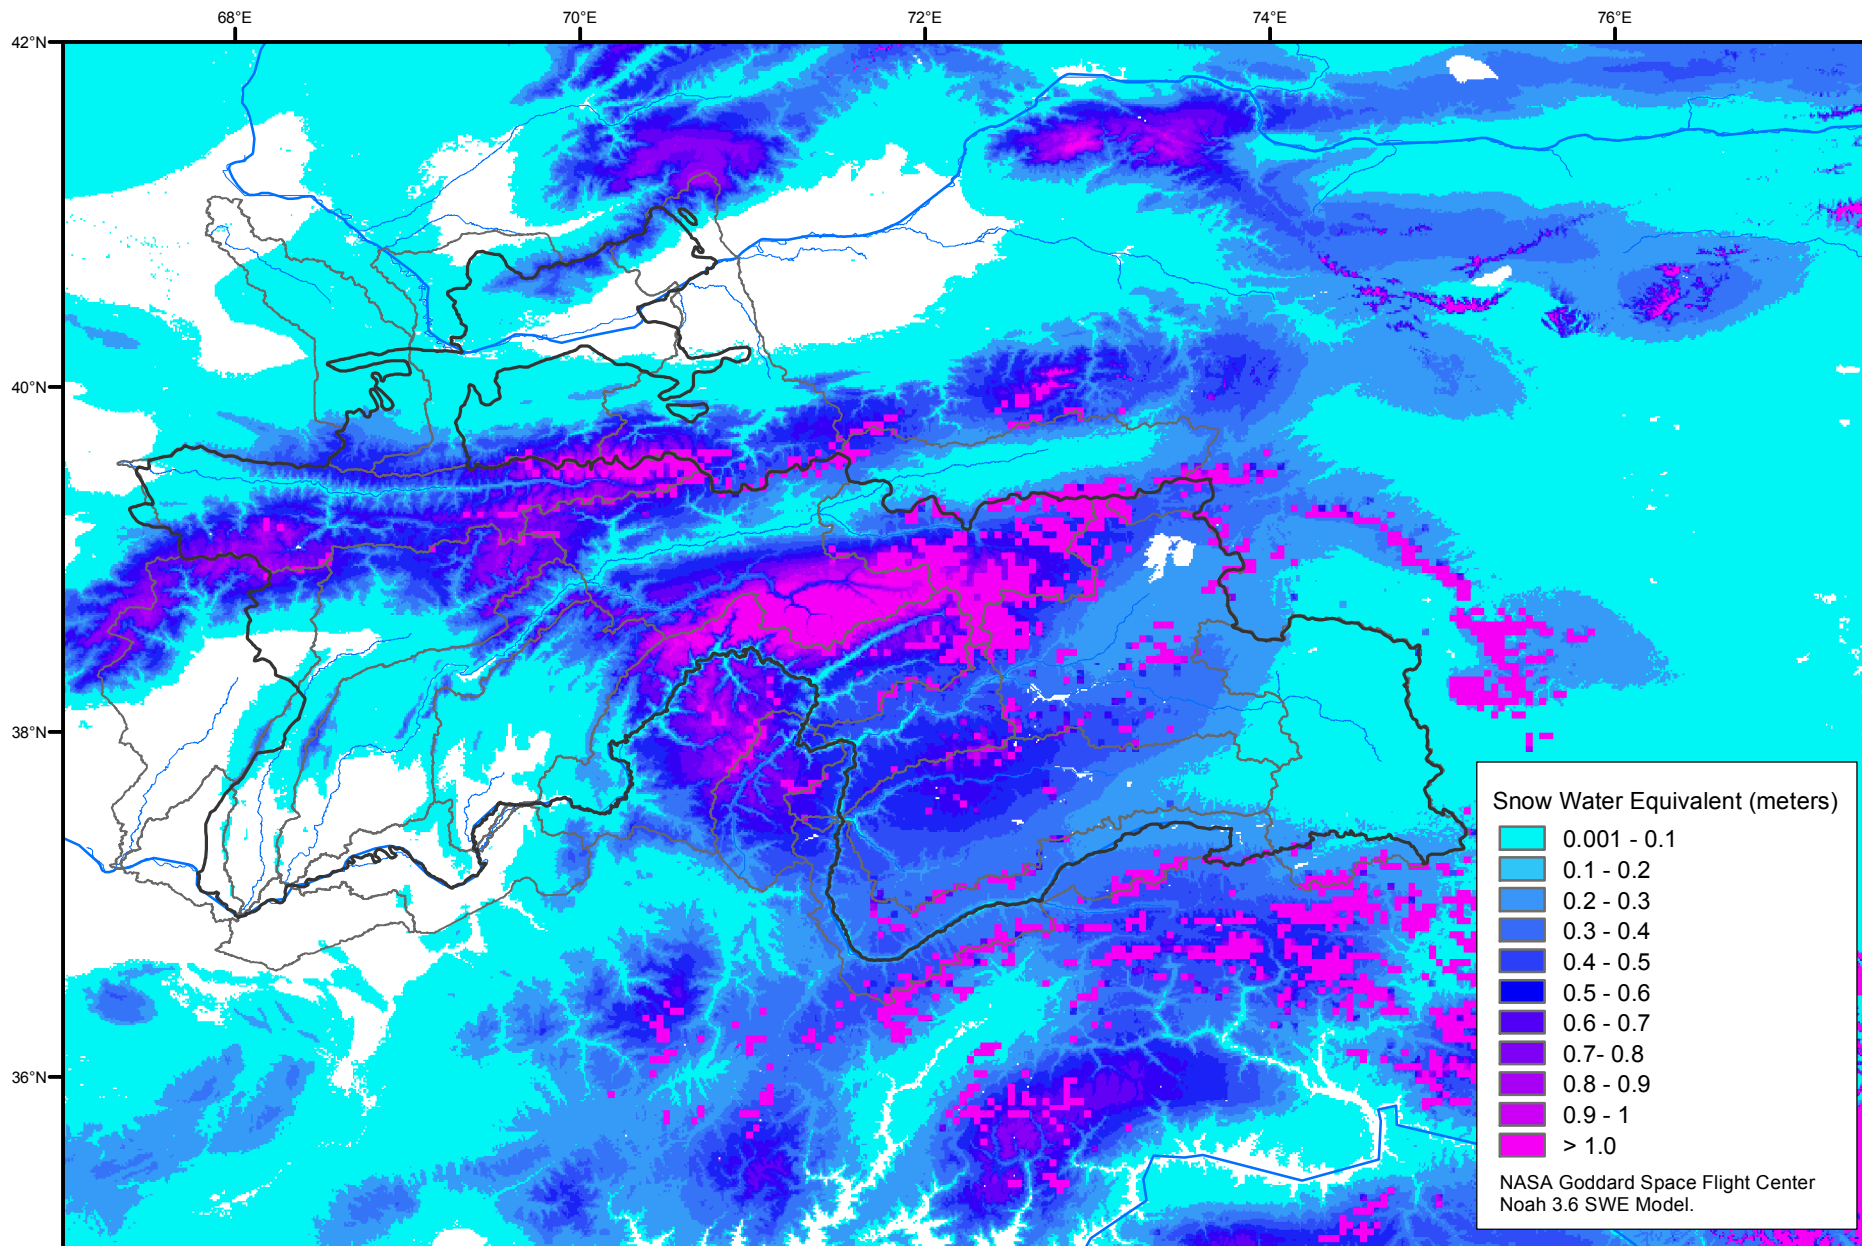 68°E
70°E
72°E
74°E
76°E
42°N
40°N
38°N
36°N
Snow Water Equivalent (meters)
0.001 - 0.1
0.1 - 0.2
0.2 - 0.3
0.3 - 0.4
0.4 - 0.5
0.5 - 0.6
0.6 - 0.7
0.7- 0.8
0.8 - 0.9
0.9 - 1
> 1.0
NASA Goddard Space Flight Center
Noah 3.6 SWE Model.